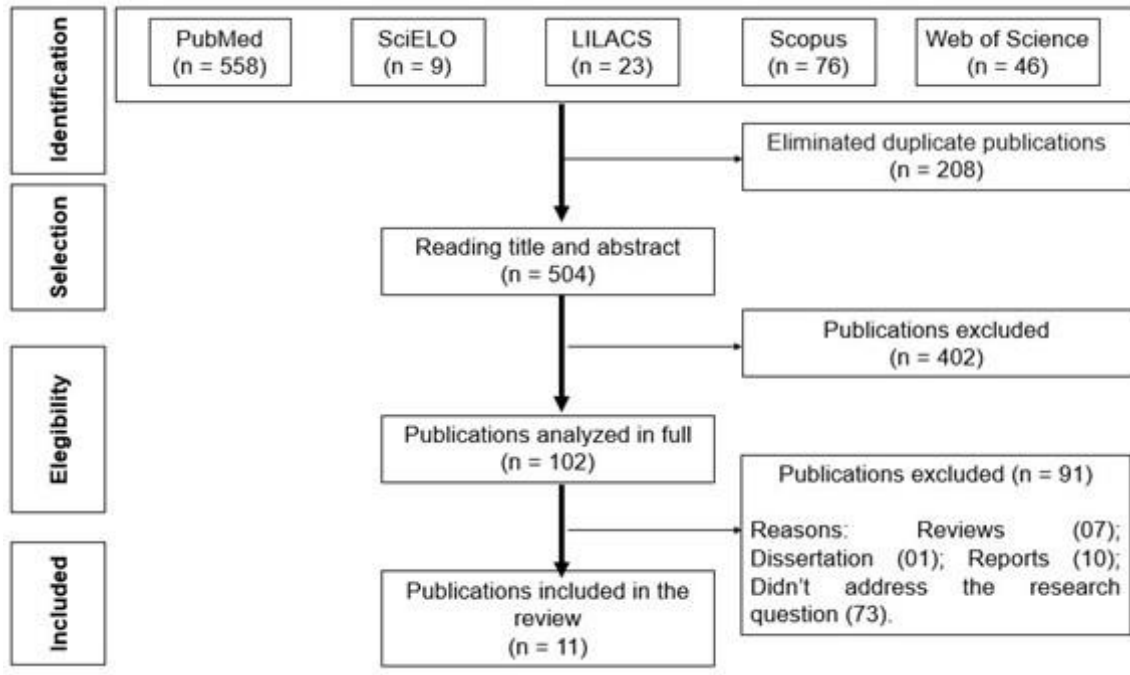 Identification
PubMed
(n = 558)
SciELO
(n = 9)
LILACS
(n = 23)
Scopus
(n = 76)
Web of Science
(n = 46)
Eliminated duplicate publications
(n = 208)
Selection
Reading title and abstract
(n = 504)
Publications excluded
(n = 402)
Elegibility
Publications analyzed in full
(n = 102)
Publications excluded (n = 91)
Reasons: Reviews (07);
Dissertation (01); Reports (10);
Didn't address the research
question (73).
Included
Publications included in the
review
(n = 11)